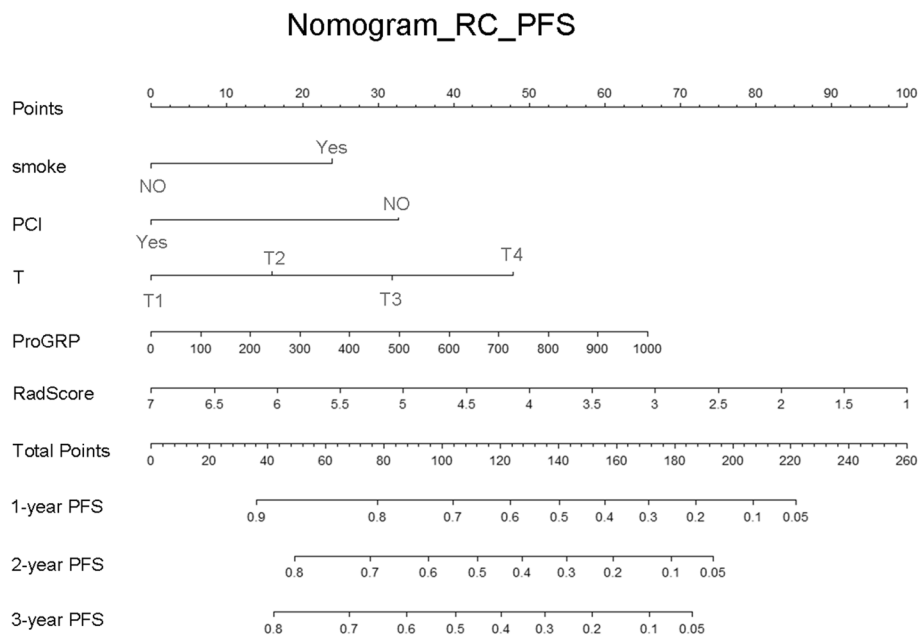 Nomogram_RC_PFS
Points 0 10 20 30 40 50 60 70 80 90 100
Yes
smoke
NO
NO
PCI
Yes
T2 T4
T
T1 T3
ProGRP
0 100 200 300 400 500 600 700 800 900 1000
RadScore
7 6.5 6 5.5 5 4.5 4 3.5 3 2.5 2 1.5 1
Total Points
0 20 40 60 80 100 120 140 160 180 200 220 240 260
1-year PFS
0.9 0.8 0.7 0.6 0.5 0.4 0.3 0.2 0.1 0.05
2-year PFS
0.8 0.7 0.6 0.5 0.4 0.3 0.2 0.1 0.05
3-year PFS
0.8 0.7 0.6 0.5 0.4 0.3 0.2 0.1 0.05